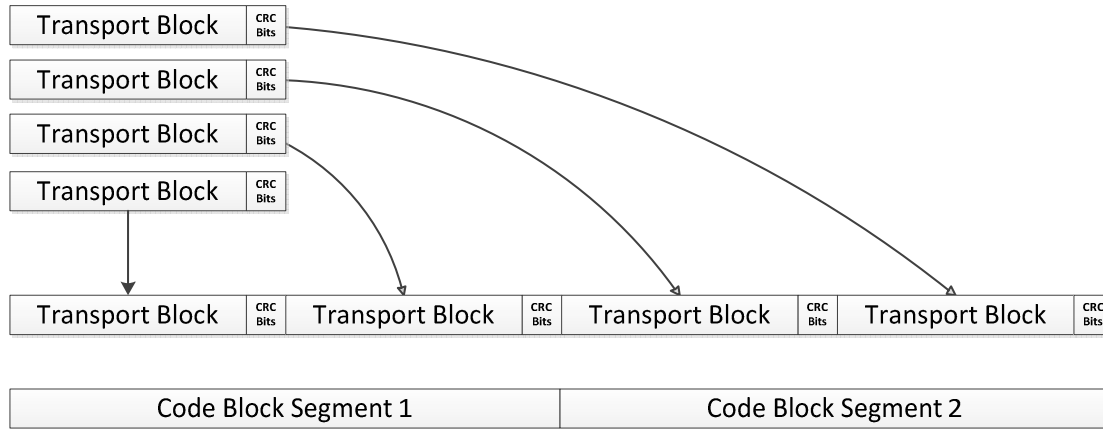 Transport Block
CRC
Bits
Transport Block
CRC
Bits
Transport Block
CRC
Bits
Transport Block
CRC
Bits
Transport Block
CRC
Bits
Transport Block
CRC
Bits
Transport Block
CRC
Bits
Transport Block
CRC
Bits
Code Block Segment 1
Code Block Segment 2